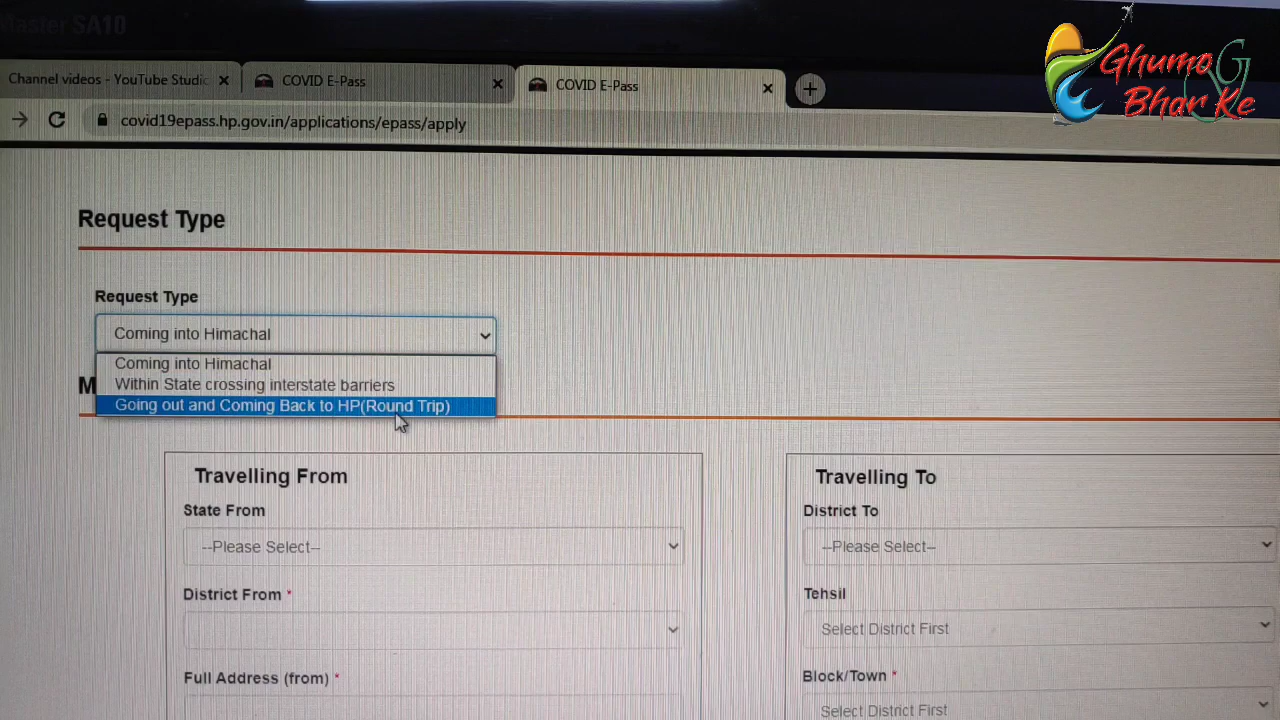 Master SA10
Channel videos - YouTube Studio
COVID E-Pass
COVID E-Pass
Ghumo G
Bhar Ke
covid19epass.hp.gov.in/applications/epass/apply
Request Type
Request Type
Coming into Himachal
Coming into Himachal
Within State crossing interstate barriers
M
Going out and Coming Back to HP(Round Trip)
Travelling From
State From
--Please Select--
District From *
Full Address (from) *
Travelling To
District To
--Please Select--
Tehsil
Select District First
Block/Town *
Select District First